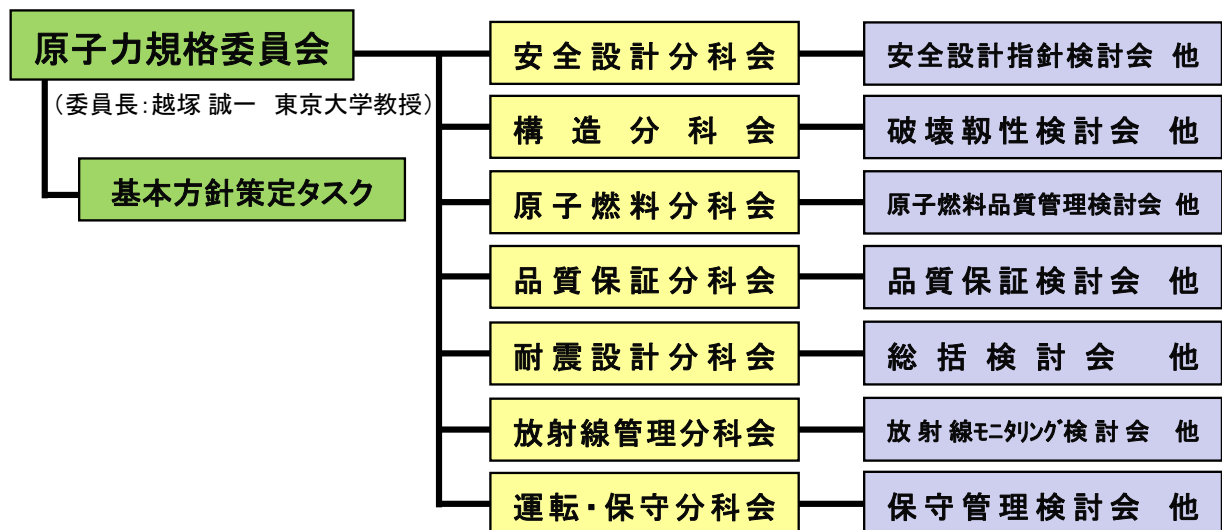 原子力規格委員会
（委員長：越塚 誠一　東京大学教授）
基本方針策定タスク
安全設計分科会
安全設計指針検討会 他
構造分科会
破壊靭性検討会 他
原子燃料分科会
原子燃料品質管理検討会 他
品質保証分科会
品質保証検討会 他
耐震設計分科会
総括検討会 他
放射線管理分科会
放射線ﾓﾆﾀﾘﾝｸﾞ検討会 他
運転・保守分科会
保守管理検討会 他